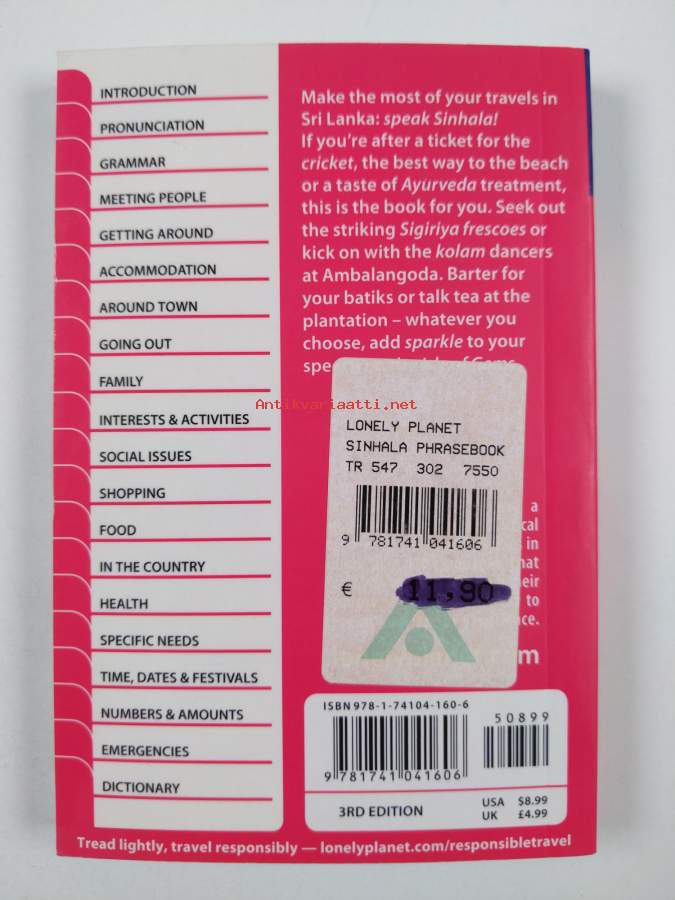 INTRODUCTION
PRONUNCIATION
GRAMMAR
MEETING PEOPLE
GETTING AROUND
ACCOMMODATION
AROUND TOWN
GOING OUT
FAMILY
INTERESTS & ACTIVITIES
SOCIAL ISSUES
SHOPPING
FOOD
IN THE COUNTRY
HEALTH
SPECIFIC NEEDS
TIME, DATES & FESTIVALS
NUMBERS & AMOUNTS
EMERGENCIES
DICTIONARY
Make the most of your travels in
Sri Lanka: speak Sinhala!
If you're after a ticket for the
cricket, the best way to the beach
or a taste of Ayurveda treatment,
this is the book for you. Seek out
the striking Sigiriya frescoes or
kick on with the kolam dancers
at Ambalangoda. Barter for
your batiks or talk tea at the
plantation – whatever you
choose, add sparkle to your
Antikvariaatti.net
LONELY PLANET
SINHALA PHRASEBOOK
TR 547 302 7550
9 781741 041606
€ 11,90
a
in
to
ISBN 978-1-74104-160-6
50899
9 781741 041606
3RD EDITION
USA $8.99
UK £4.99
Tread lightly, travel responsibly — lonelyplanet.com/responsibletravel